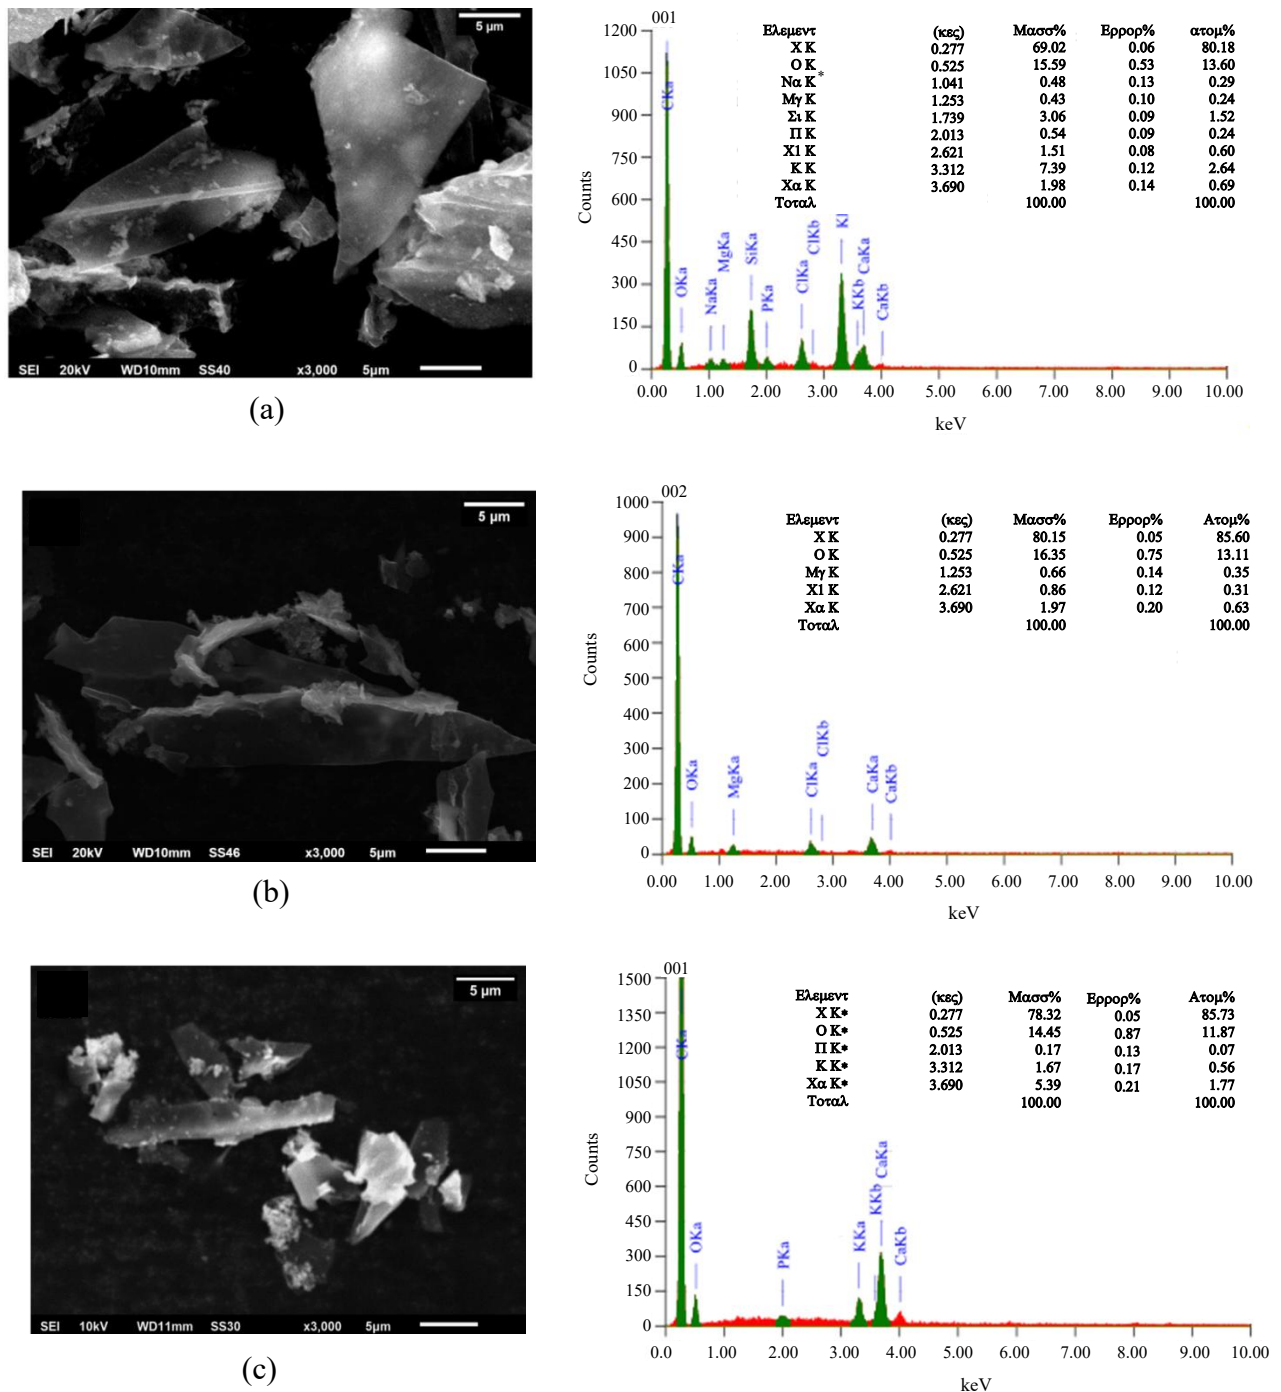 5 µm
SEI 20kV WD10mm SS40 x3,000 5µm
(a)
001
1200
1050
900
750
600
450
300
150
0
Counts
CKa
OKa
NaKa
MgKa
SiKa
PKa
ClKa
ClKb
Kl
KKb
CaKa
CaKb
Ελεμεντ (κες) Μασσ% Ερρορ% ατομ%
Χ Κ 0.277 69.02 0.06 80.18
Ο Κ 0.525 15.59 0.53 13.60
Να Κ* 1.041 0.48 0.13 0.29
Μγ Κ 1.253 0.43 0.10 0.24
Σι Κ 1.739 3.06 0.09 1.52
Π Κ 2.013 0.54 0.09 0.24
Χ1 Κ 2.621 1.51 0.08 0.60
Κ Κ 3.312 7.39 0.12 2.64
Χα Κ 3.690 1.98 0.14 0.69
Τοταλ 100.00 100.00
0.00 1.00 2.00 3.00 4.00 5.00 6.00 7.00 8.00 9.00 10.00
keV
5 µm
SEI 20kV WD10mm SS46 x3,000 5µm
(b)
002
1000
900
800
700
600
500
400
300
200
100
0
Counts
CKa
OKa
MgKa
ClKa
ClKb
CaKa
CaKb
Ελεμεντ (κες) Μασσ% Ερρορ% Ατομ%
Χ Κ 0.277 80.15 0.05 85.60
Ο Κ 0.525 16.35 0.75 13.11
Μγ Κ 1.253 0.66 0.14 0.35
Χ1 Κ 2.621 0.86 0.12 0.31
Χα Κ 3.690 1.97 0.20 0.63
Τοταλ 100.00 100.00
0.00 1.00 2.00 3.00 4.00 5.00 6.00 7.00 8.00 9.00 10.00
keV
5 µm
SEI 10kV WD11mm SS30 x3,000 5µm
(c)
001
1500
1350
1200
1050
900
750
600
450
300
150
0
Counts
CKa
OKa
PKa
KKa
KKb
CaKa
CaKb
Ελεμεντ (κες) Μασσ% Ερρορ% Ατομ%
Χ Κ* 0.277 78.32 0.05 85.73
Ο Κ* 0.525 14.45 0.87 11.87
Π Κ* 2.013 0.17 0.13 0.07
Κ Κ* 3.312 1.67 0.17 0.56
Χα Κ* 3.690 5.39 0.21 1.77
Τοταλ 100.00 100.00
0.0 1.00 2.00 3.00 4.00 5.00 6.00 7.00 8.00 9.00 10.00
keV